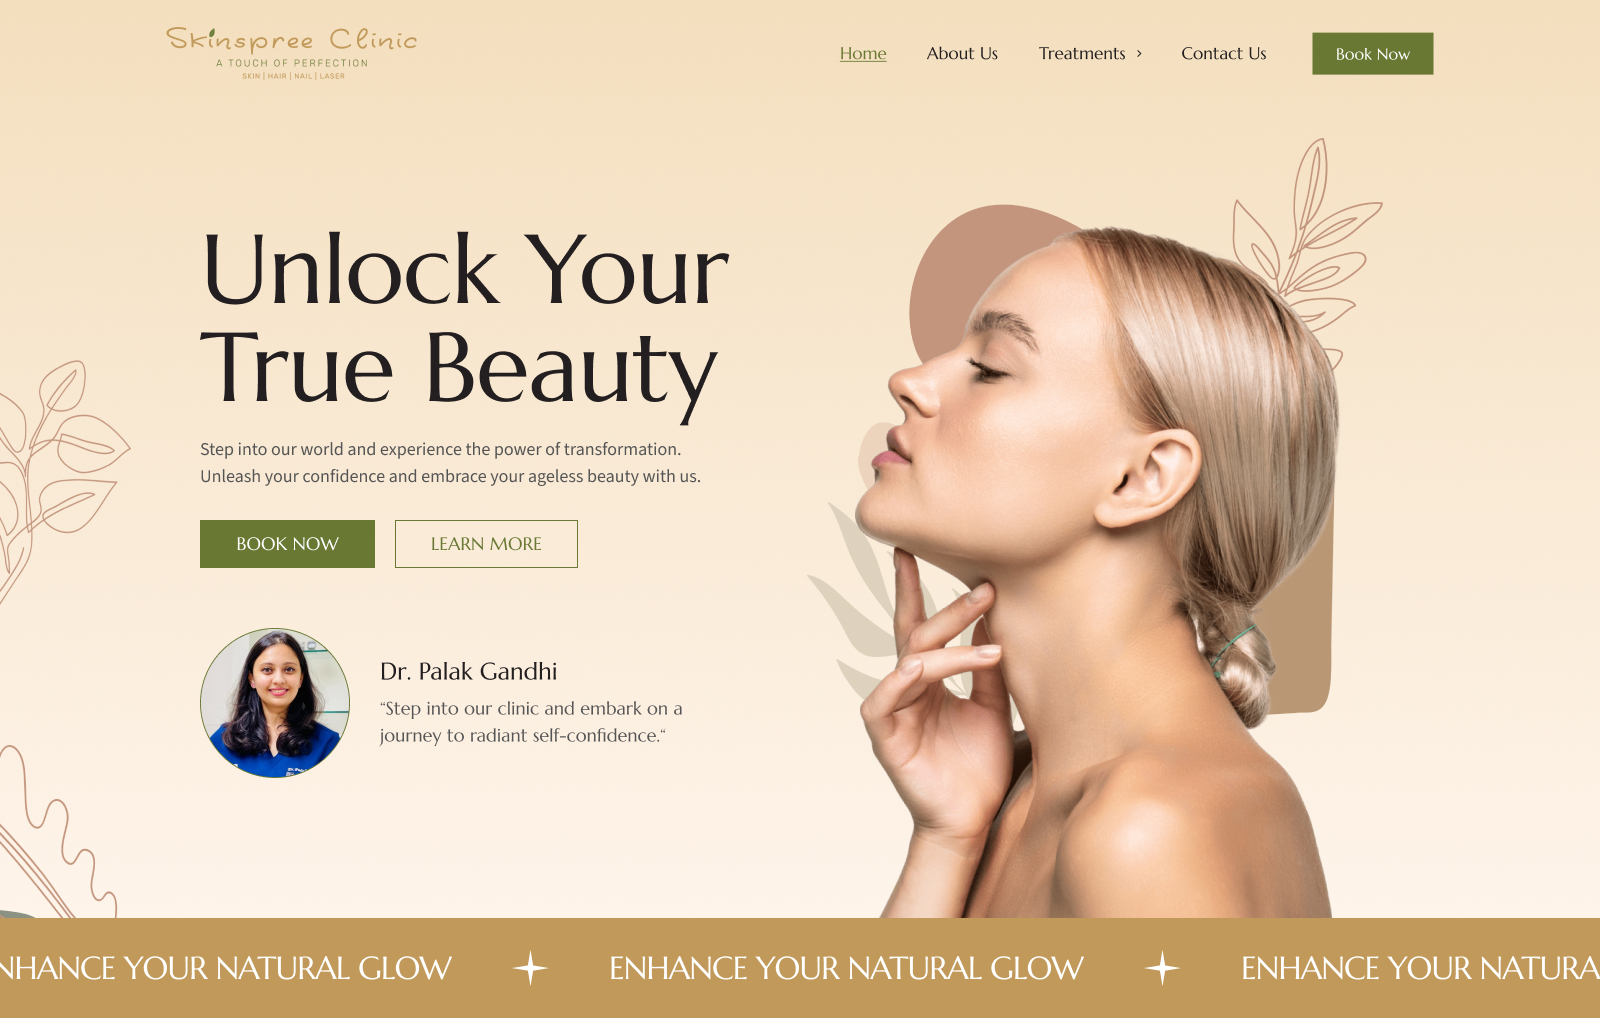 Skinspree Clinic
A TOUCH OF PERFECTION
SKIN | HAIR | NAIL | LASER
Home
About Us
Treatments
Contact Us
Book Now
Unlock Your
True Beauty
Step into our world and experience the power of transformation.
Unleash your confidence and embrace your ageless beauty with us.
BOOK NOW
LEARN MORE
Dr. Palak Gandhi
“Step into our clinic and embark on a
journey to radiant self-confidence.“
NHANCE YOUR NATURAL GLOW
ENHANCE YOUR NATURAL GLOW
ENHANCE YOUR NATURA